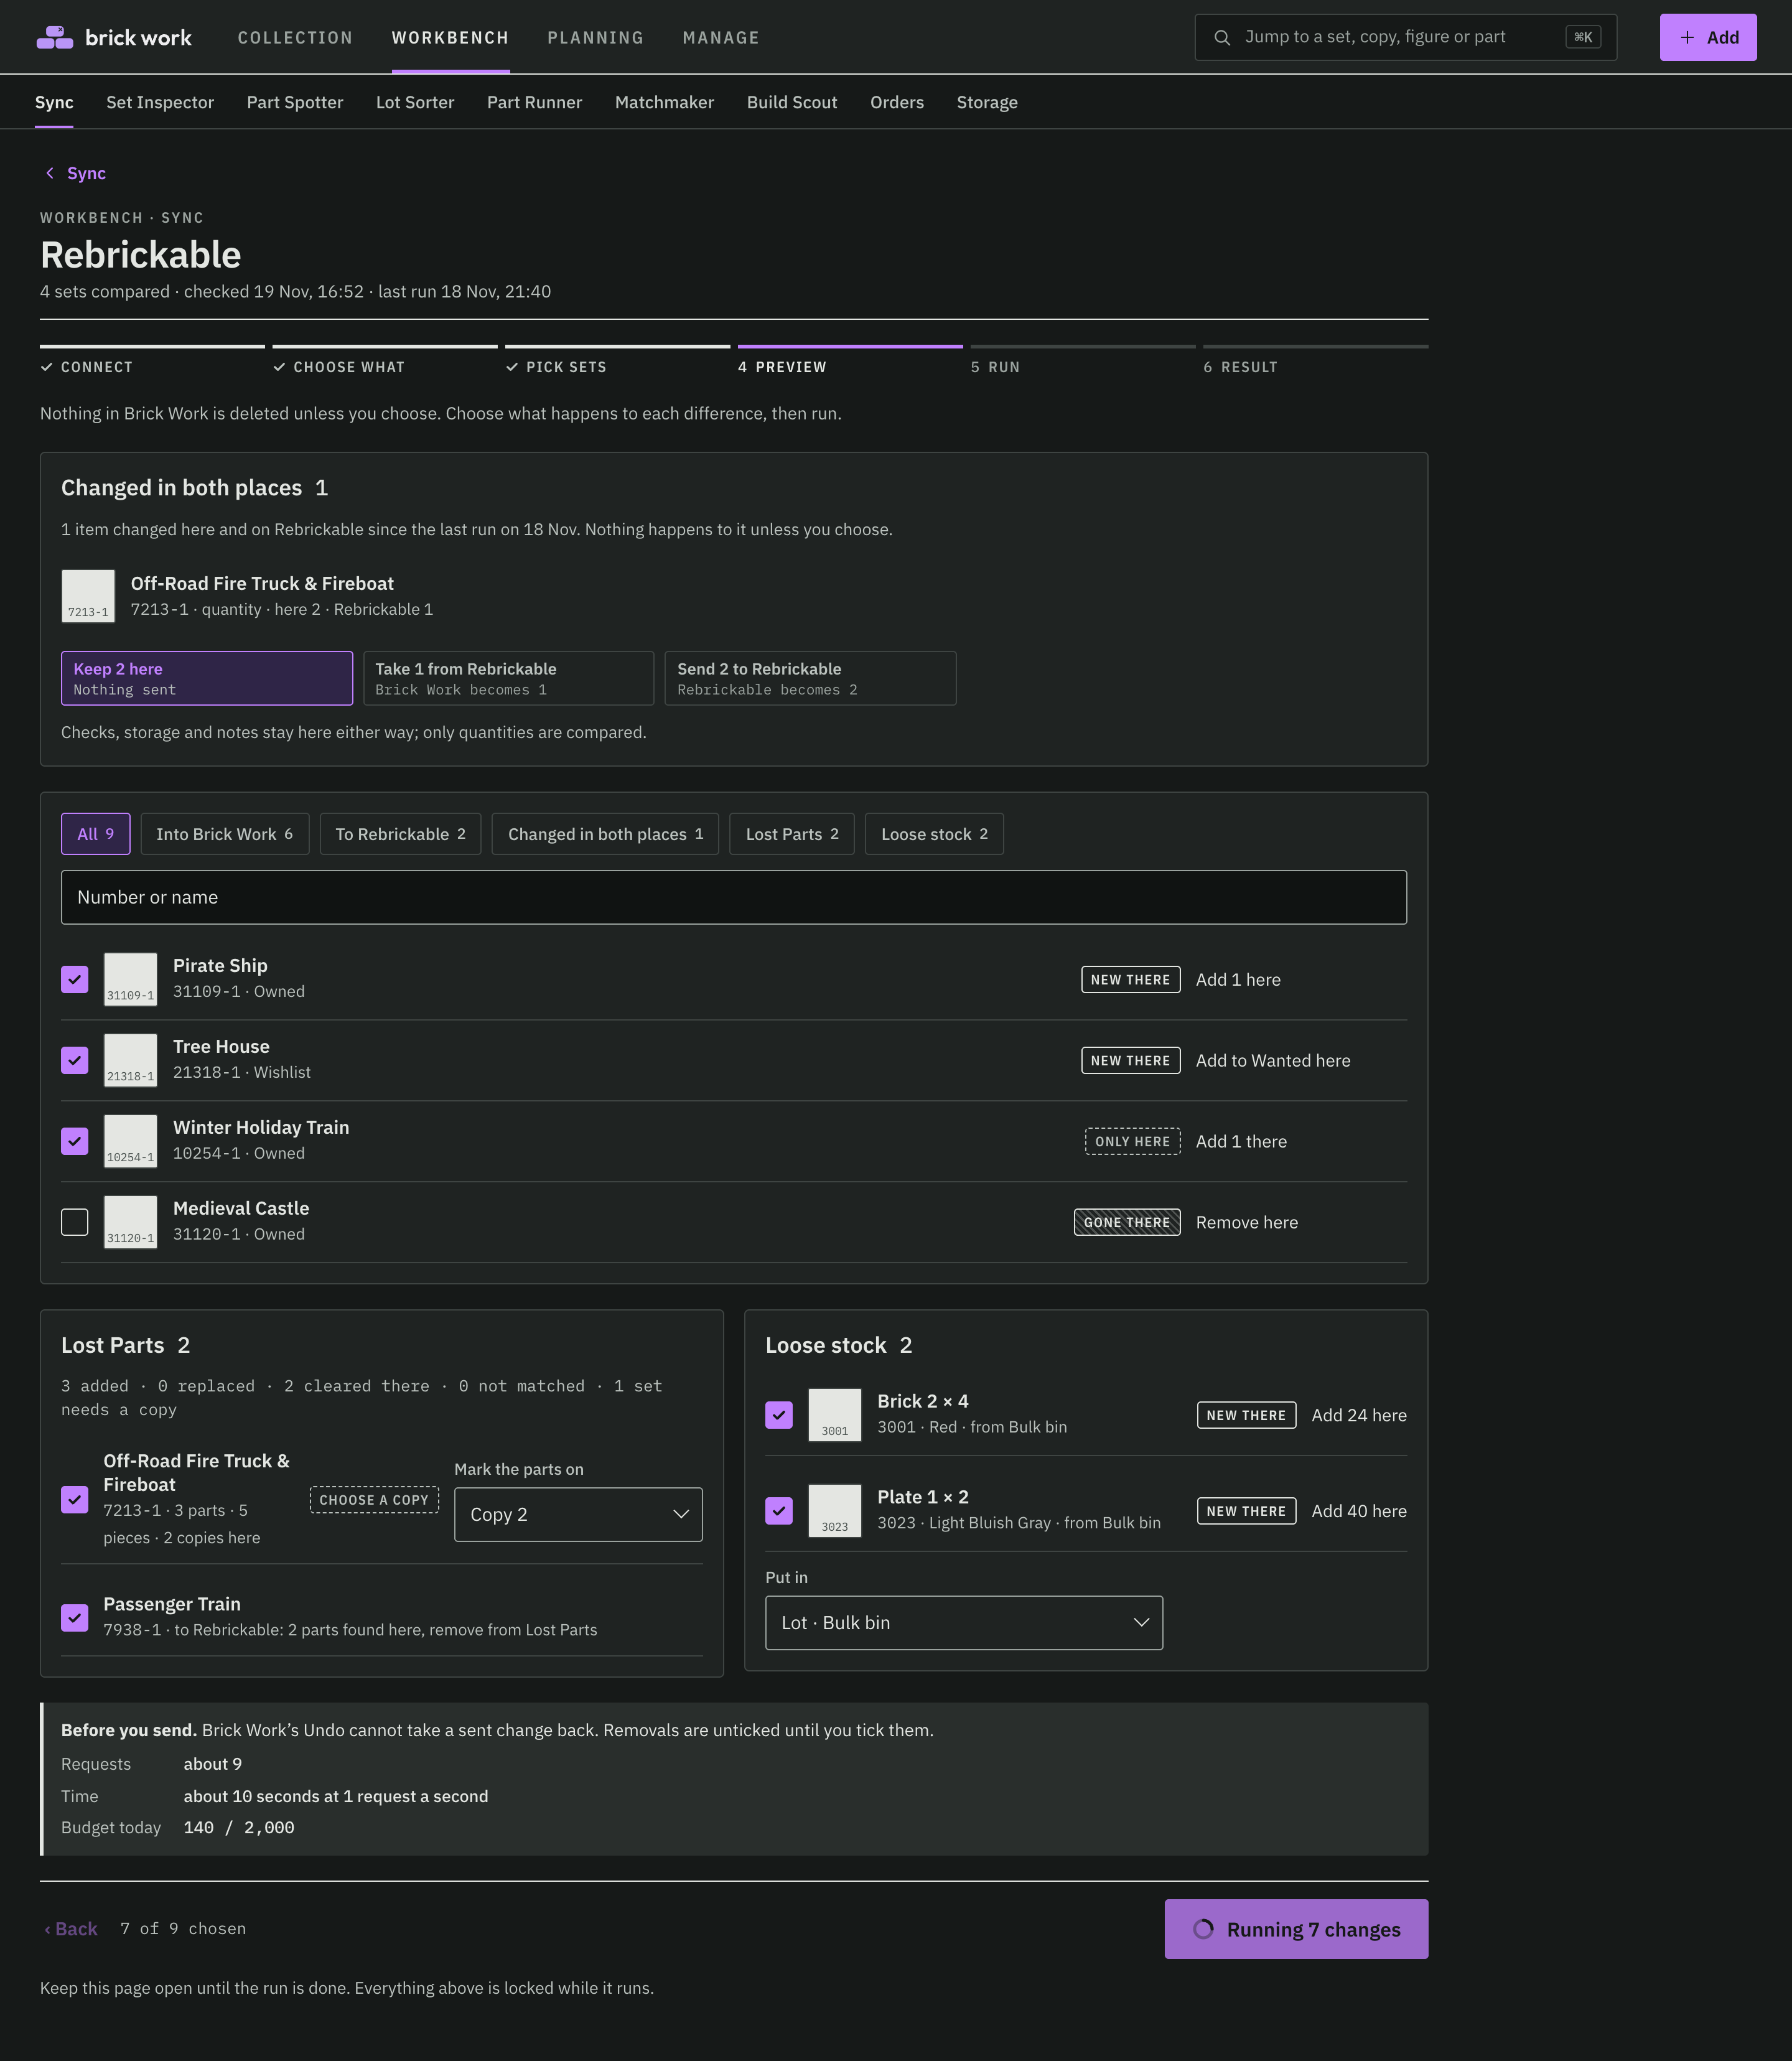 brick work
COLLECTION
WORKBENCH
PLANNING
MANAGE
Jump to a set, copy, figure or part
⌘K
+ Add
Sync
Set Inspector
Part Spotter
Lot Sorter
Part Runner
Matchmaker
Build Scout
Orders
Storage
‹ Sync
WORKBENCH · SYNC
Rebrickable
4 sets compared · checked 19 Nov, 16:52 · last run 18 Nov, 21:40
✓ CONNECT
✓ CHOOSE WHAT
✓ PICK SETS
4 PREVIEW
5 RUN
6 RESULT
Nothing in Brick Work is deleted unless you choose. Choose what happens to each difference, then run.
Changed in both places 1
1 item changed here and on Rebrickable since the last run on 18 Nov. Nothing happens to it unless you choose.
7213-1
Off-Road Fire Truck & Fireboat
7213-1 · quantity · here 2 · Rebrickable 1
Keep 2 here
Nothing sent
Take 1 from Rebrickable
Brick Work becomes 1
Send 2 to Rebrickable
Rebrickable becomes 2
Checks, storage and notes stay here either way; only quantities are compared.
All 9
Into Brick Work 6
To Rebrickable 2
Changed in both places 1
Lost Parts 2
Loose stock 2
Number or name
31109-1
Pirate Ship
31109-1 · Owned
NEW THERE
Add 1 here
21318-1
Tree House
21318-1 · Wishlist
NEW THERE
Add to Wanted here
10254-1
Winter Holiday Train
10254-1 · Owned
ONLY HERE
Add 1 there
31120-1
Medieval Castle
31120-1 · Owned
GONE THERE
Remove here
Lost Parts 2
3 added · 0 replaced · 2 cleared there · 0 not matched · 1 set
needs a copy
Off-Road Fire Truck &
Fireboat
7213-1 · 3 parts · 5
pieces · 2 copies here
CHOOSE A COPY
Mark the parts on
Copy 2
Passenger Train
7938-1 · to Rebrickable: 2 parts found here, remove from Lost Parts
Loose stock 2
3001
Brick 2 × 4
3001 · Red · from Bulk bin
NEW THERE
Add 24 here
3023
Plate 1 × 2
3023 · Light Bluish Gray · from Bulk bin
NEW THERE
Add 40 here
Put in
Lot · Bulk bin
Before you send. Brick Work’s Undo cannot take a sent change back. Removals are unticked until you tick them.
Requests about 9
Time about 10 seconds at 1 request a second
Budget today 140 / 2,000
‹ Back
7 of 9 chosen
Running 7 changes
Keep this page open until the run is done. Everything above is locked while it runs.